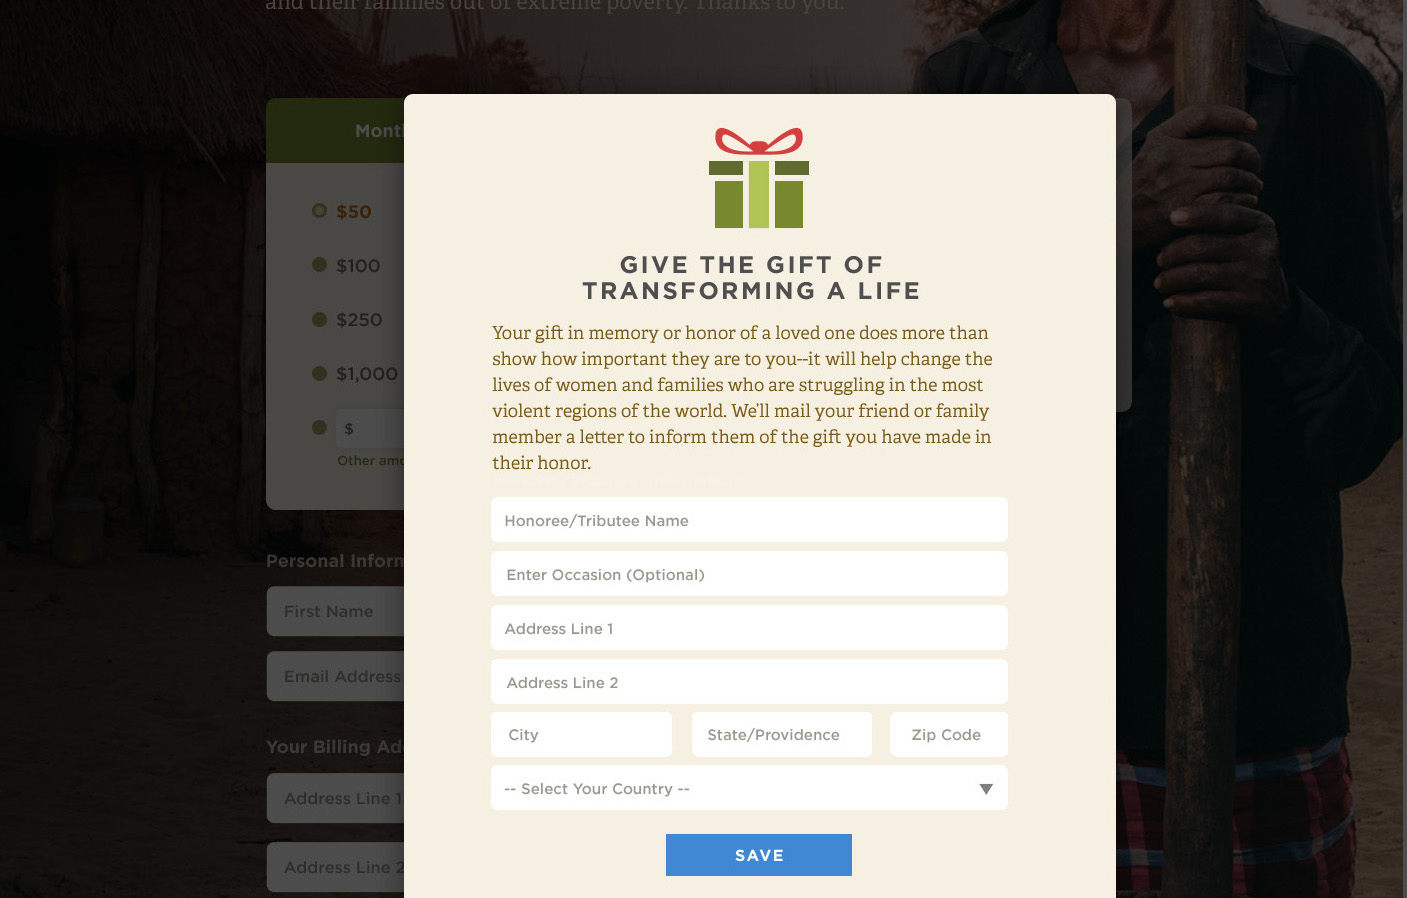 and their families out of extreme poverty. Thanks to you.
$50
$100
$250
$1,000
$
Personal
First Name
Email Address
Your Billing
Address Line 1
Address Line 2
GIVE THE GIFT OF
TRANSFORMING A LIFE
Your gift in memory or honor of a loved one does more than
show how important they are to you--it will help change the
lives of women and families who are struggling in the most
violent regions of the world. We'll mail your friend or family
member a letter to inform them of the gift you have made in
their honor.
Honoree/Tributee Name
Enter Occasion (Optional)
Address Line 1
Address Line 2
City State/Providence Zip Code
-- Select Your Country --
SAVE